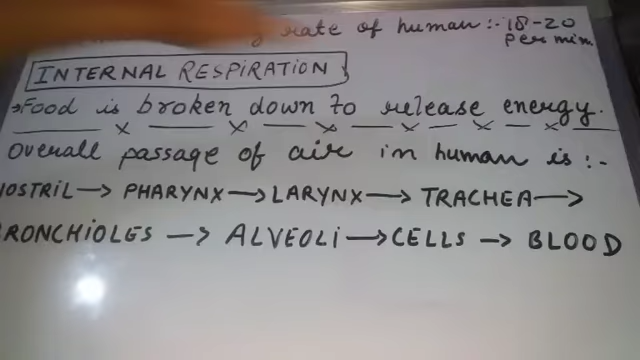 rate of human :- 18-20
per min.
INTERNAL RESPIRATION
→Food is broken down to release energy.
Overall passage of air in human is :-
NOSTRIL → PHARYNX → LARYNX → TRACHEA →
BRONCHIOLES → ALVEOLI → CELLS → BLOOD